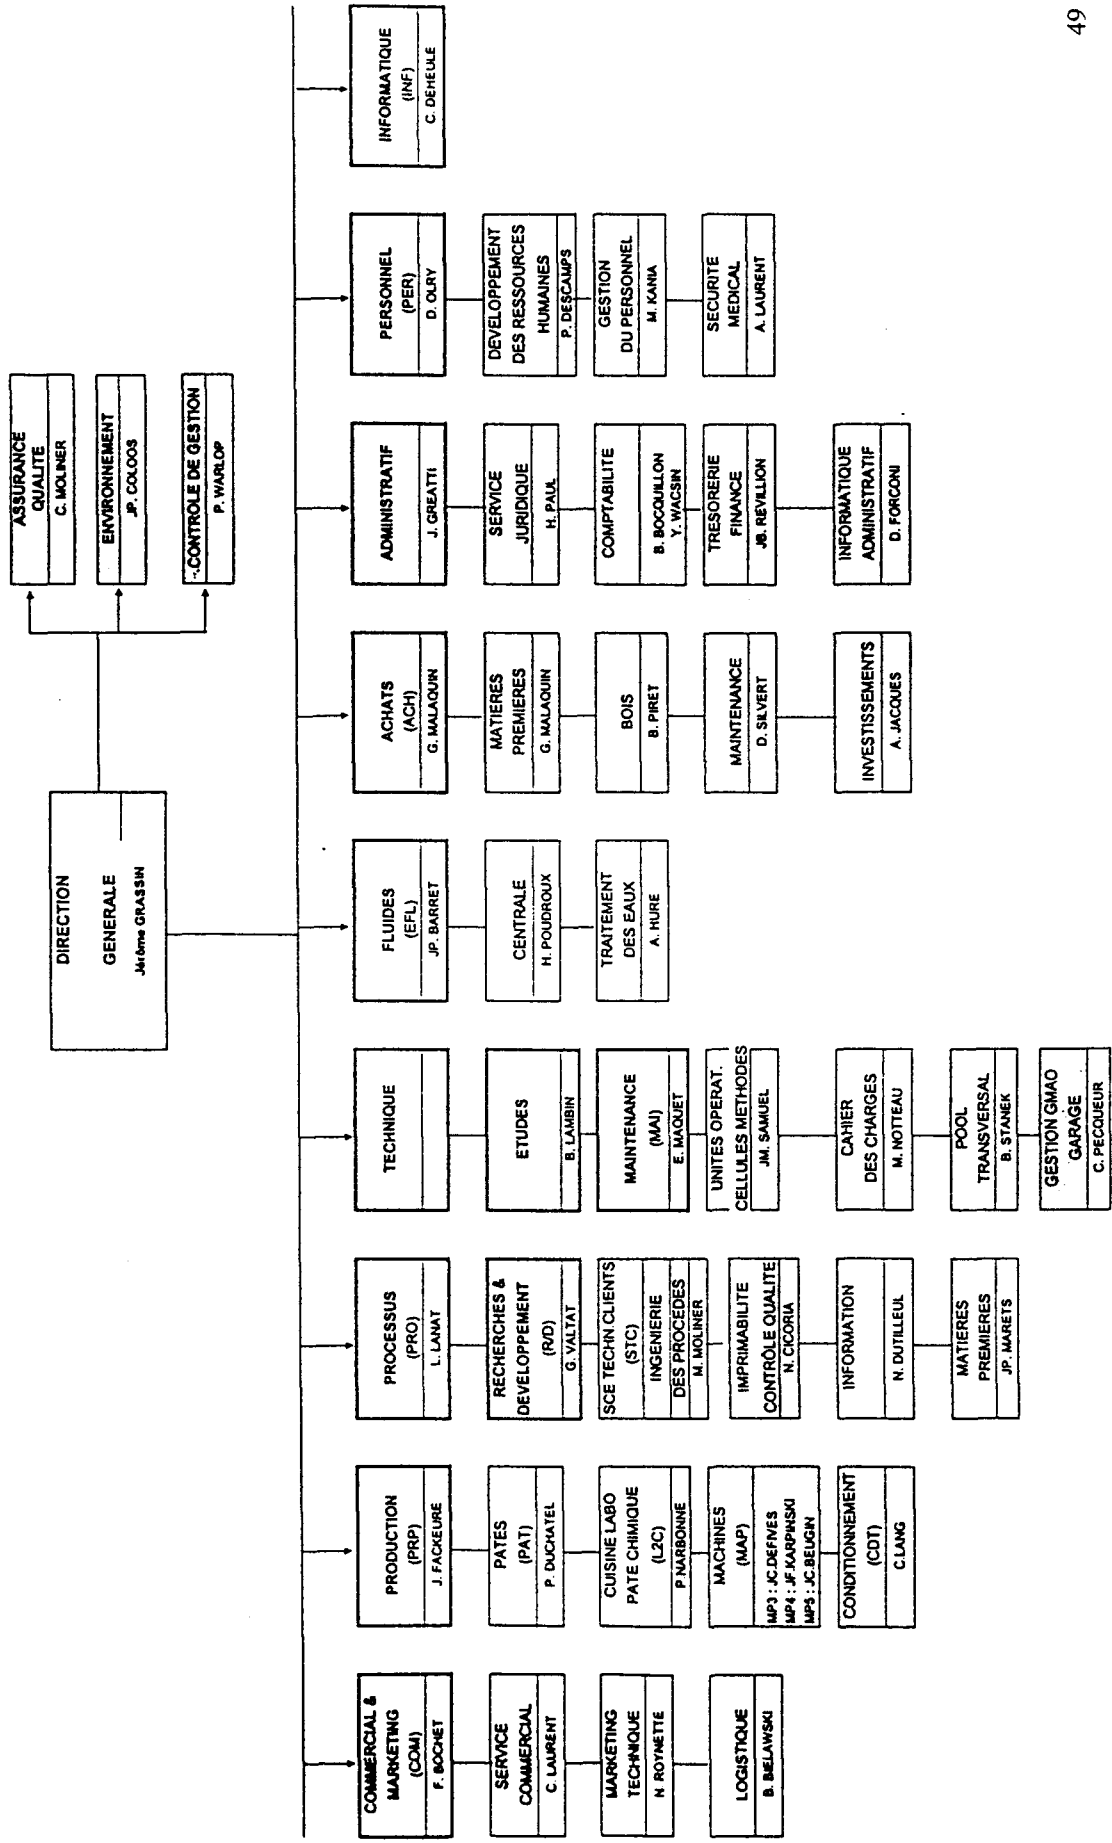 DIRECTION
GENERALE
Jérôme GRASSIN
ASSURANCE
QUALITE
C. MOLINER
ENVIRONNEMENT
JP. COLOOS
CONTROLE DE GESTION
P. WARLOP
COMMERCIAL &
MARKETING
(COM)
F. BOCHET
SERVICE
COMMERCIAL
C. LAURENT
MARKETING
TECHNIQUE
N. ROYNETTE
LOGISTIQUE
B. BIELAWSKI
PRODUCTION
(PRP)
J. FACKEURE
PATES
(PAT)
P. DUCHATEL
CUISINE LABO
PATE CHIMIQUE
(L2C)
P.NARBONNE
MACHINES
(MAP)
MP3 : JC.DEFIVES
MP4 : JF.KARPINSKI
MP5 : JC.BEUGIN
CONDITIONNEMENT
(CDT)
C.LANG
PROCESSUS
(PRO)
L. LANAT
RECHERCHES &
DEVELOPPEMENT
(R/D)
G. VALTAT
SCE TECHN.CLIENTS
(STC)
INGENIERIE
DES PROCEDES
M. MOLINER
IMPRIMABILITE
CONTRÔLE QUALITE
N. CICORIA
INFORMATION
N. DUTILLEUL
MATIERES
PREMIERES
JP. MARETS
TECHNIQUE
ETUDES
B. LAMBIN
MAINTENANCE
(MAI)
E. MAQUET
UNITES OPERAT.
CELLULES METHODES
JM. SAMUEL
CAHIER
DES CHARGES
M. NOTTEAU
POOL
TRANSVERSAL
B. STANEK
GESTION GMAO
GARAGE
C. PECQUEUR
FLUIDES
(EFL)
JP. BARRET
CENTRALE
H. POUDROUX
TRAITEMENT
DES EAUX
A. HURE
ACHATS
(ACH)
G. MALAQUIN
MATIERES
PREMIERES
G. MALAQUIN
BOIS
B. PIRET
MAINTENANCE
D. SILVERT
INVESTISSEMENTS
A. JACQUES
ADMINISTRATIF
J. GREATTI
SERVICE
JURIDIQUE
H. PAUL
COMPTABILITE
B. BOCQUILLON
Y. WACSIN
TRESORERIE
FINANCE
JB. REVILLION
INFORMATIQUE
ADMINISTRATIF
D. FORCONI
PERSONNEL
(PER)
D. OLRY
DEVELOPPEMENT
DES RESSOURCES
HUMAINES
P. DESCAMPS
GESTION
DU PERSONNEL
M. KANIA
SECURITE
MEDICAL
A. LAURENT
INFORMATIQUE
(INF)
C. DEHEULE
49